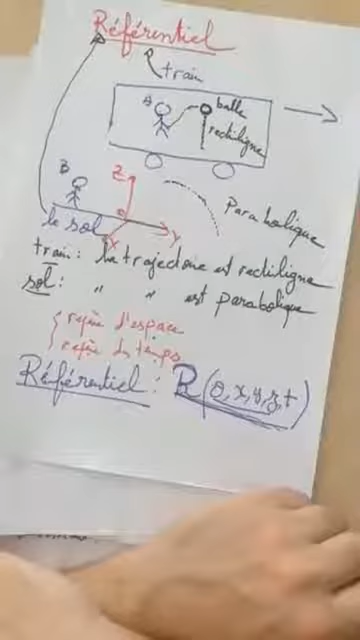 Référentiel
train
A
balle
rectiligne
B
Z
O
X
Y
le sol
Parabolique
train : La trajectoire est rectiligne
sol : " " est parabolique
{ repère d'espace
repère de temps
Référentiel : R(o, x, y, z, t)